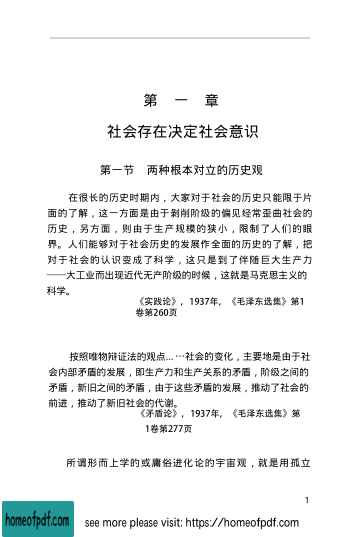 第 一 章
社会存在决定社会意识
第一节 两种根本对立的历史观
在很长的历史时期内，大家对于社会的历史只能限于片
面的了解，这一方面是由于剥削阶级的偏见经常歪曲社会的
历史，另方面，则由于生产规模的狭小，限制了人们的眼
界。人们能够对于社会历史的发展作全面的历史的了解，把
对于社会的认识变成了科学，这只是到了伴随巨大生产力
——大工业而出现近代无产阶级的时候，这就是马克思主义的
科学。
《实践论》，1937年，《毛泽东选集》第1
卷第260页
按照唯物辩证法的观点... …社会的变化，主要地是由于社
会内部矛盾的发展，即生产力和生产关系的矛盾，阶级之间的
矛盾，新旧之间的矛盾，由于这些矛盾的发展，推动了社会的
前进，推动了新旧社会的代谢。
《矛盾论》，1937年，《毛泽东选集》第
1卷第277页
所谓形而上学的或庸俗进化论的宇宙观，就是用孤立
1
homeofpdf.com
see more please visit: https://homeofpdf.com